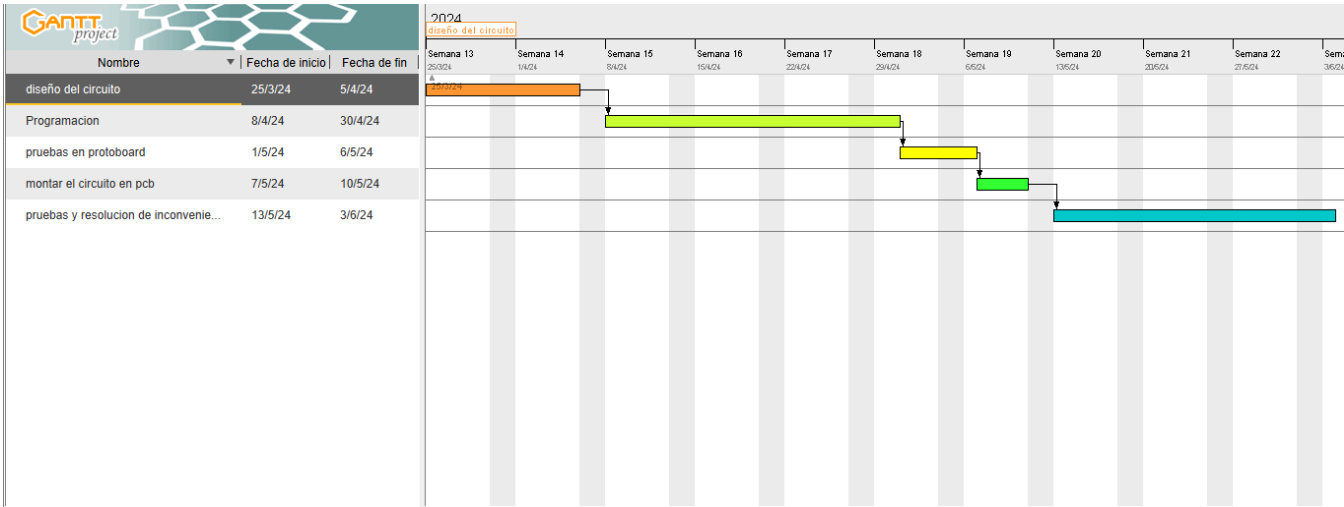 GANTT
project
Nombre Fecha de inicio Fecha de fin
diseño del circuito 25/3/24 5/4/24
Programacion 8/4/24 30/4/24
pruebas en protoboard 1/5/24 6/5/24
montar el circuito en pcb 7/5/24 10/5/24
pruebas y resolucion de inconvenie... 13/5/24 3/6/24
2024
diseño del circuito
Semana 13 Semana 14 Semana 15 Semana 16 Semana 17 Semana 18 Semana 19 Semana 20 Semana 21 Semana 22 Sema
25/3/24 1/4/24 8/4/24 15/4/24 22/4/24 29/4/24 6/5/24 13/5/24 20/5/24 27/5/24 3/6/24
25/3/24